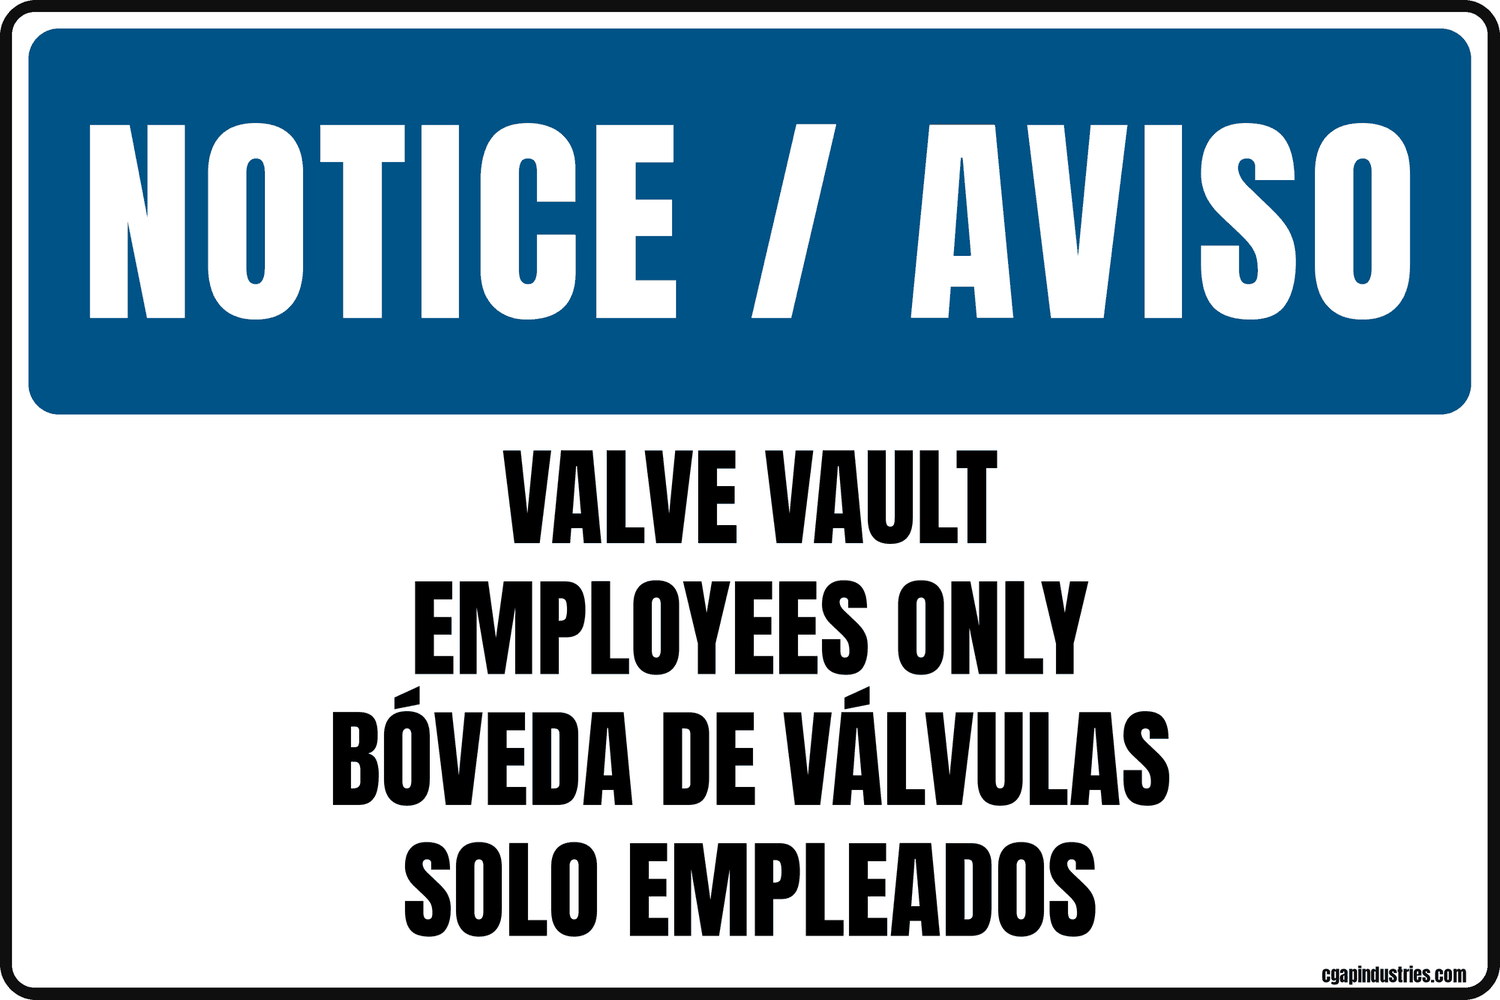 NOTICE / AVISO
VALVE VAULT
EMPLOYEES ONLY
BÓVEDA DE VÁLVULAS
SOLO EMPLEADOS
cgapindustries.com